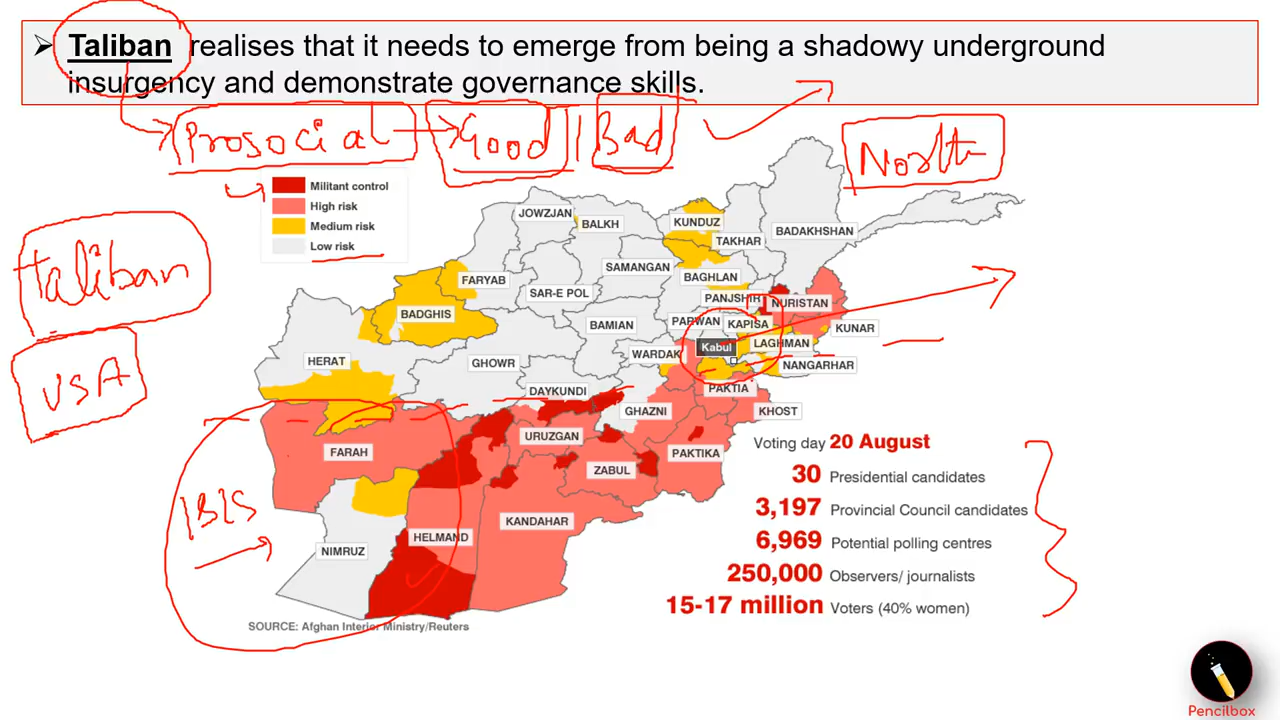 Taliban realises that it needs to emerge from being a shadowy underground
insurgency and demonstrate governance skills.
Prosocial Good | Bad
North
Militant control
High risk
Medium risk
Low risk
Taliban
USA
JOWZJAN
BALKH
KUNDUZ
TAKHAR
BADAKHSHAN
FARYAB
SAMANGAN
BAGHLAN
SAR-E POL
PANJSHIR
NURISTAN
BADGHIS
BAMIAN
PARWAN
KAPISA
KUNAR
HERAT
GHOWR
WARDAK
Kabul
LAGHMAN
NANGARHAR
DAYKUNDI
PAKTIA
GHAZNI
KHOST
FARAH
URUZGAN
ZABUL
PAKTIKA
NIMRUZ
HELMAND
KANDAHAR
Voting day 20 August
30 Presidential candidates
3,197 Provincial Council candidates
6,969 Potential polling centres
250,000 Observers/ journalists
15-17 million Voters (40% women)
SOURCE: Afghan Interior Ministry/Reuters
Pencilbox